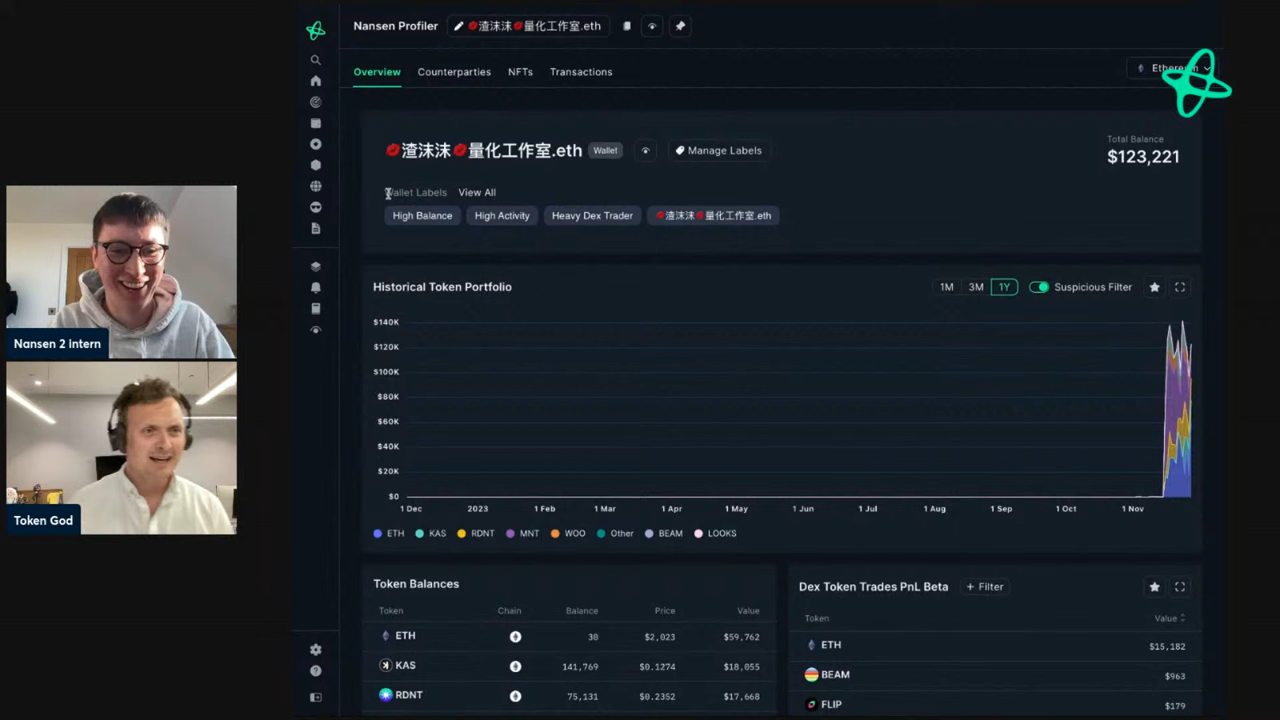 Nansen Profiler
💋渣沫沫💋量化工作室.eth
Overview Counterparties NFTs Transactions
💋渣沫沫💋量化工作室.eth Wallet Manage Labels
Total Balance
$123,221
Wallet Labels View All
High Balance High Activity Heavy Dex Trader 💋渣沫沫💋量化工作室.eth
Historical Token Portfolio
1M 3M 1Y Suspicious Filter
$140K
$120K
$100K
$80K
$60K
$40K
$20K
$0
1 Dec 2023 1 Feb 1 Mar 1 Apr 1 May 1 Jun 1 Jul 1 Aug 1 Sep 1 Oct 1 Nov
ETH KAS RDNT MNT WOO Other BEAM LOOKS
Token Balances
Token Chain Balance Price Value
ETH 30 $2,023 $59,762
KAS 141,769 $0.1274 $18,055
RDNT 75,131 $0.2352 $17,668
Dex Token Trades PnL Beta + Filter
Token Value
ETH $15,182
BEAM $963
FLIP $179
Nansen 2 Intern
Token God